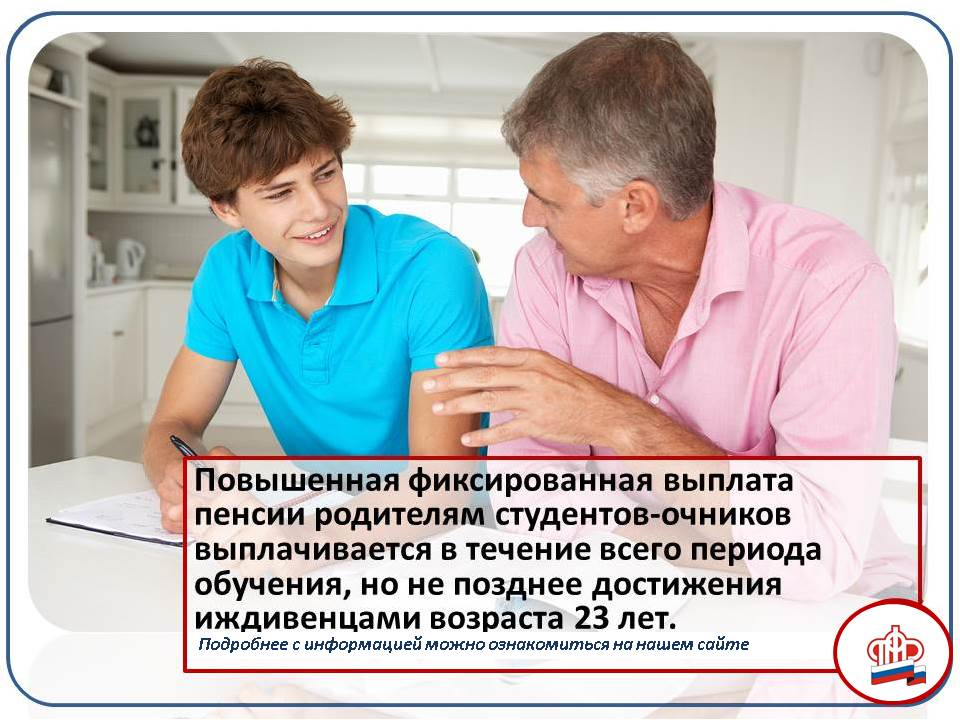 Повышенная фиксированная выплата
пенсии родителям студентов-очников
выплачивается в течение всего периода
обучения, но не позднее достижения
иждивенцами возраста 23 лет.
Подробнее с информацией можно ознакомиться на нашем сайте
ПФР